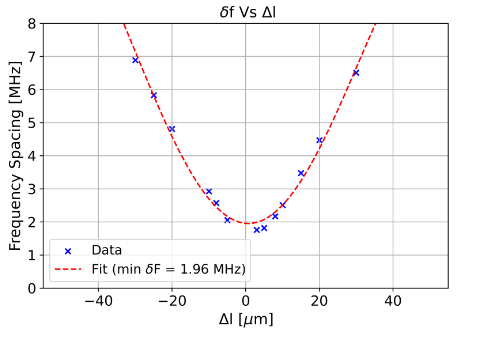 δf Vs Δl
Frequency Spacing [MHz]
8
7
6
5
4
3
2
1
0
Data
Fit (min δF = 1.96 MHz)
−40 −20 0 20 40
Δl [μm]